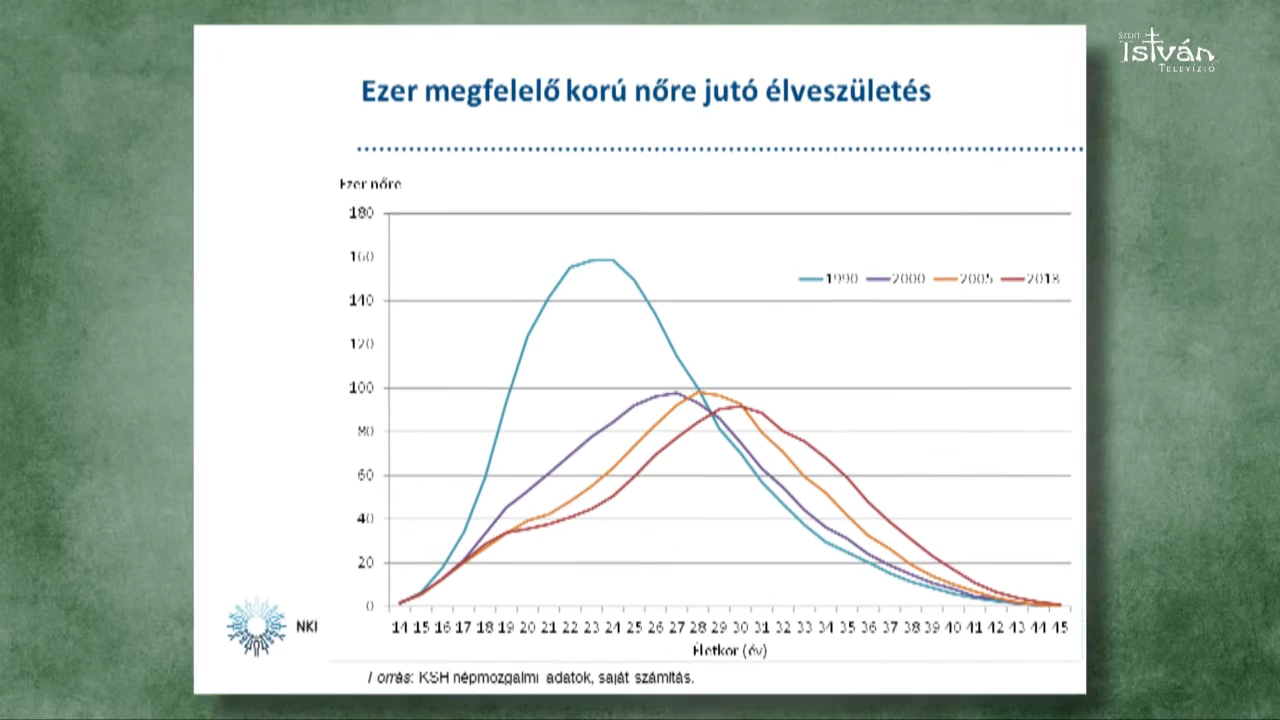 SZENT
ISTVÁN
TELEVÍZIÓ
Ezer megfelelő korú nőre jutó élveszületés
Ezer nőre
180
160
140
120
100
80
60
40
20
0
1990 2000 2005 2018
14 15 16 17 18 19 20 21 22 23 24 25 26 27 28 29 30 31 32 33 34 35 36 37 38 39 40 41 42 43 44 45
Életkor (év)
NKI
Forrás: KSH népmozgalmi adatok, saját számítás.